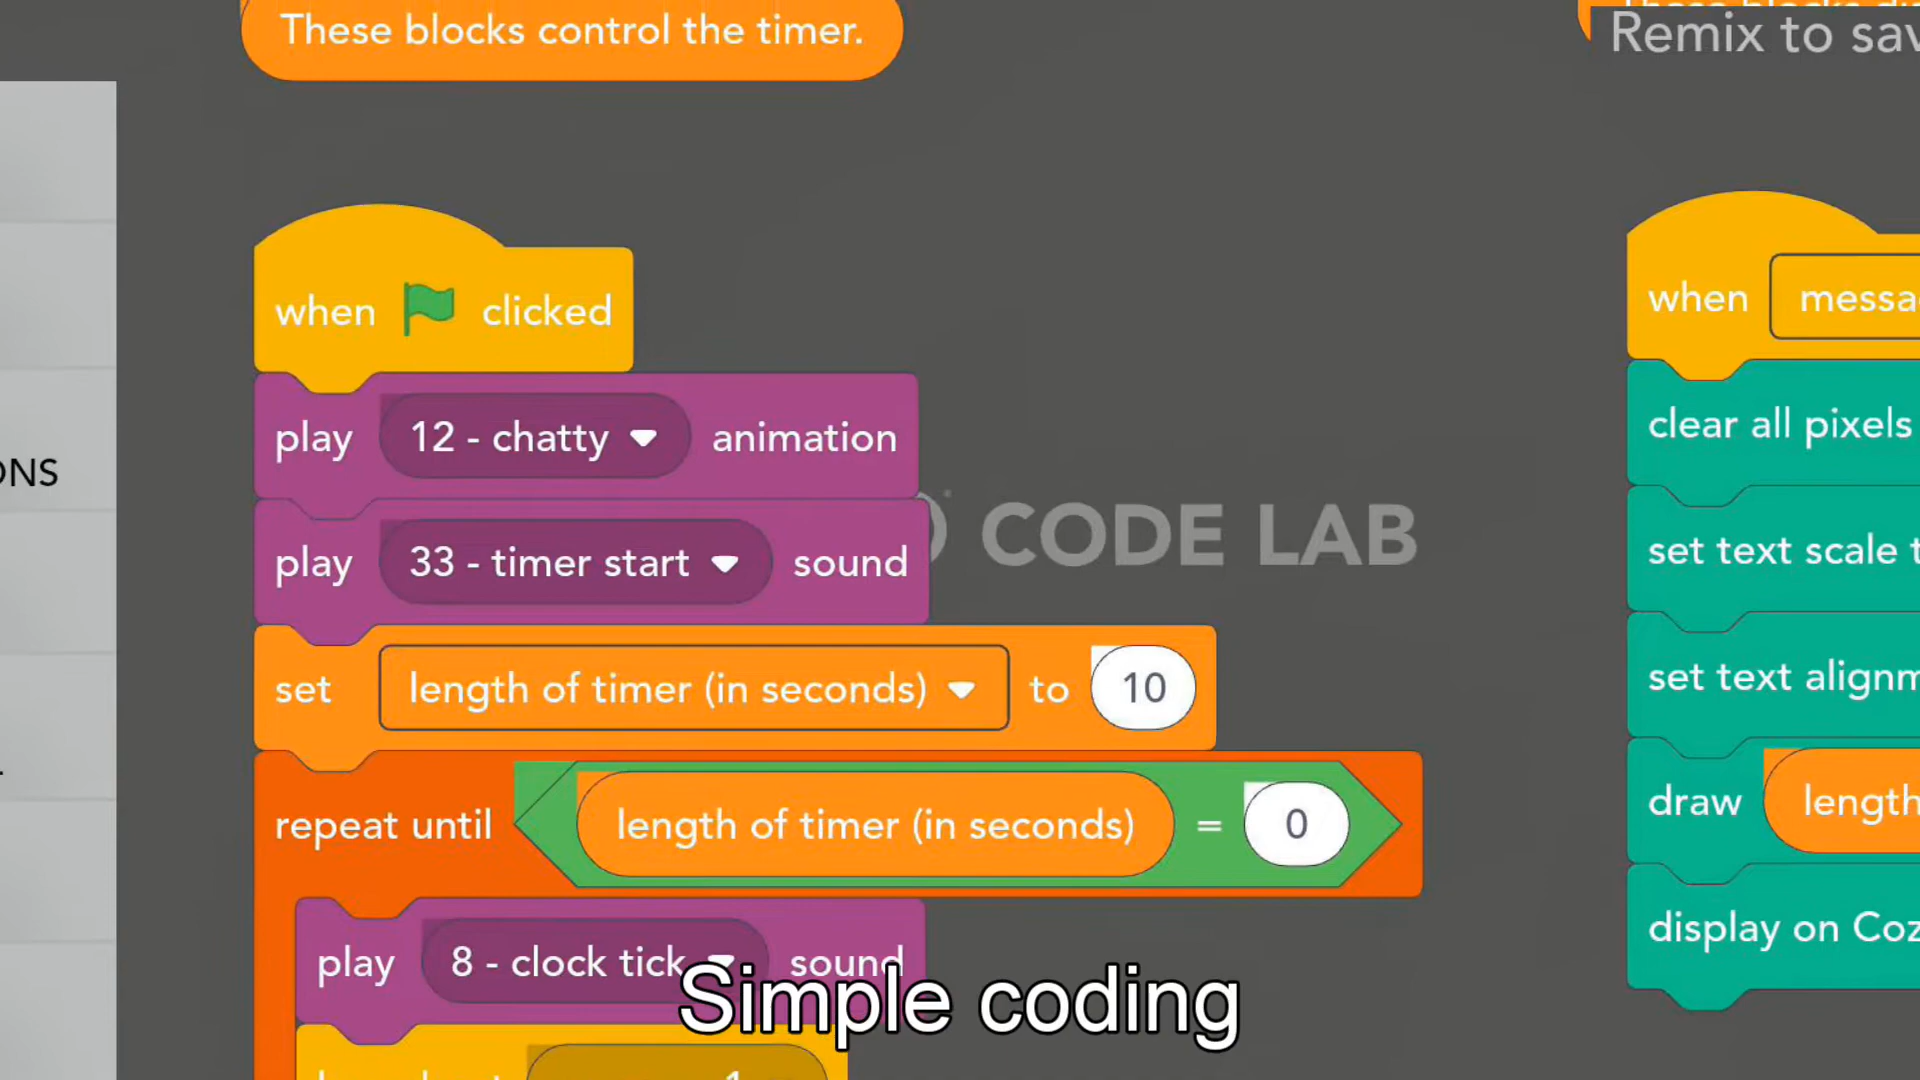 These blocks control the timer.
Remix to sav
when clicked
play 12 - chatty animation
play 33 - timer start sound
set length of timer (in seconds) to 10
repeat until length of timer (in seconds) = 0
play 8 - clock tick sound
CODE LAB
ONS
when messa
clear all pixels
set text scale t
set text alignm
draw length
display on Coz
Simple coding